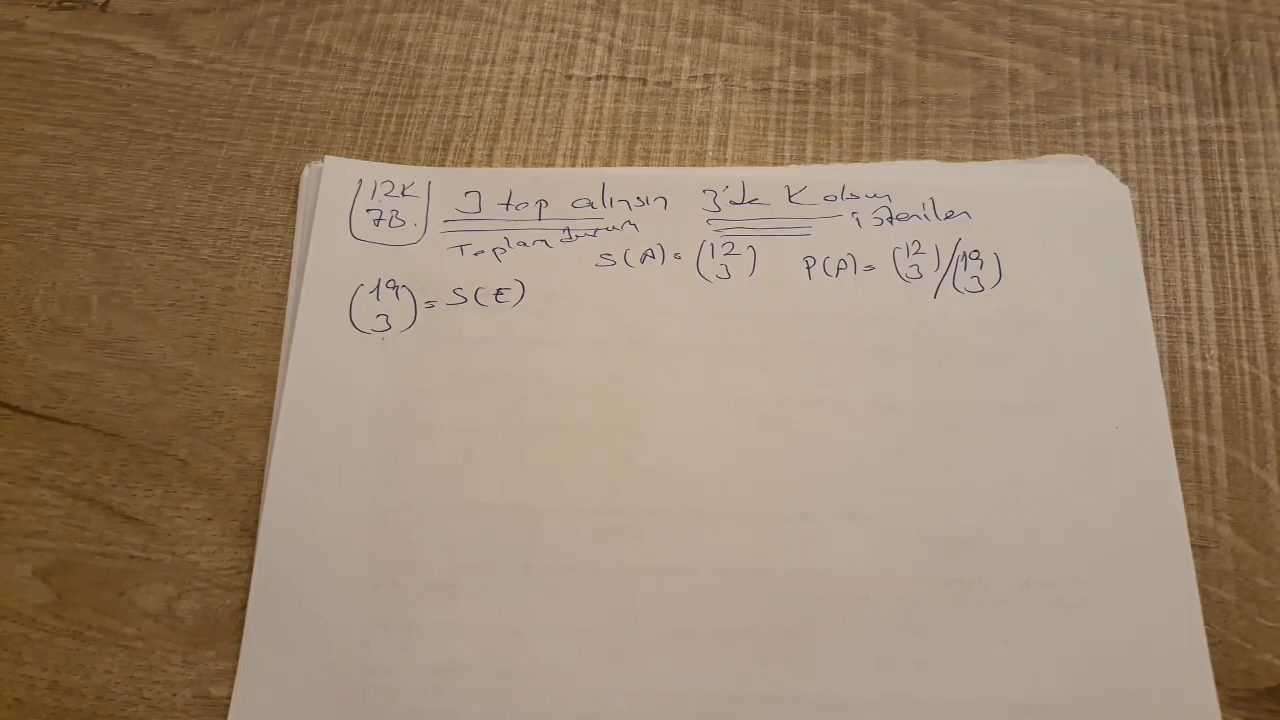 12K 3 top alınsın 3'de K olsun
7B. Toplam Durum istenilen
S(A) = (12 3) P(A) = (12 3) / (19 3)
(19 3) = S(E)